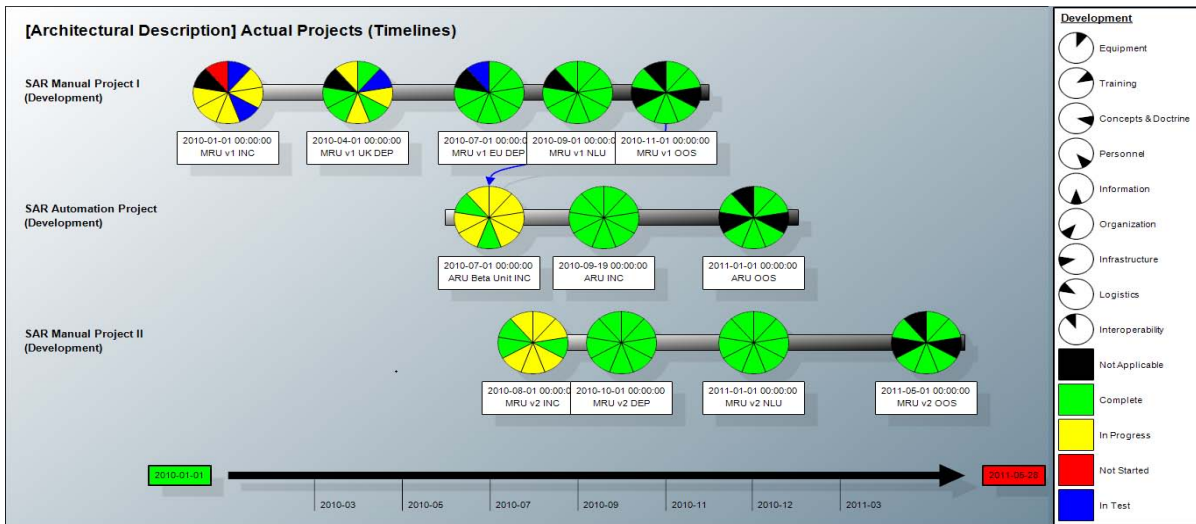 [Architectural Description] Actual Projects (Timelines)
SAR Manual Project I
(Development)
2010-01-01 00:00:00
MRU v1 INC
2010-04-01 00:00:00
MRU v1 UK DEP
2010-07-01 00:00:0
MRU v1 EU DEP
2010-09-01 00:00:00
MRU v1 NLU
2010-11-01 00:00:00
MRU v1 OOS
SAR Automation Project
(Development)
2010-07-01 00:00:00
ARU Beta Unit INC
2010-09-19 00:00:00
ARU INC
2011-01-01 00:00:00
ARU OOS
SAR Manual Project II
(Development)
2010-08-01 00:00:0
MRU v2 INC
2010-10-01 00:00:00
MRU v2 DEP
2011-01-01 00:00:00
MRU v2 NLU
2011-05-01 00:00:00
MRU v2 OOS
2010-01-01
2010-03
2010-05
2010-07
2010-09
2010-11
2010-12
2011-03
Development
Equipment
Training
Concepts & Doctrine
Personnel
Information
Organization
Infrastructure
Logistics
Interoperability
Not Applicable
Complete
In Progress
Not Started
In Test